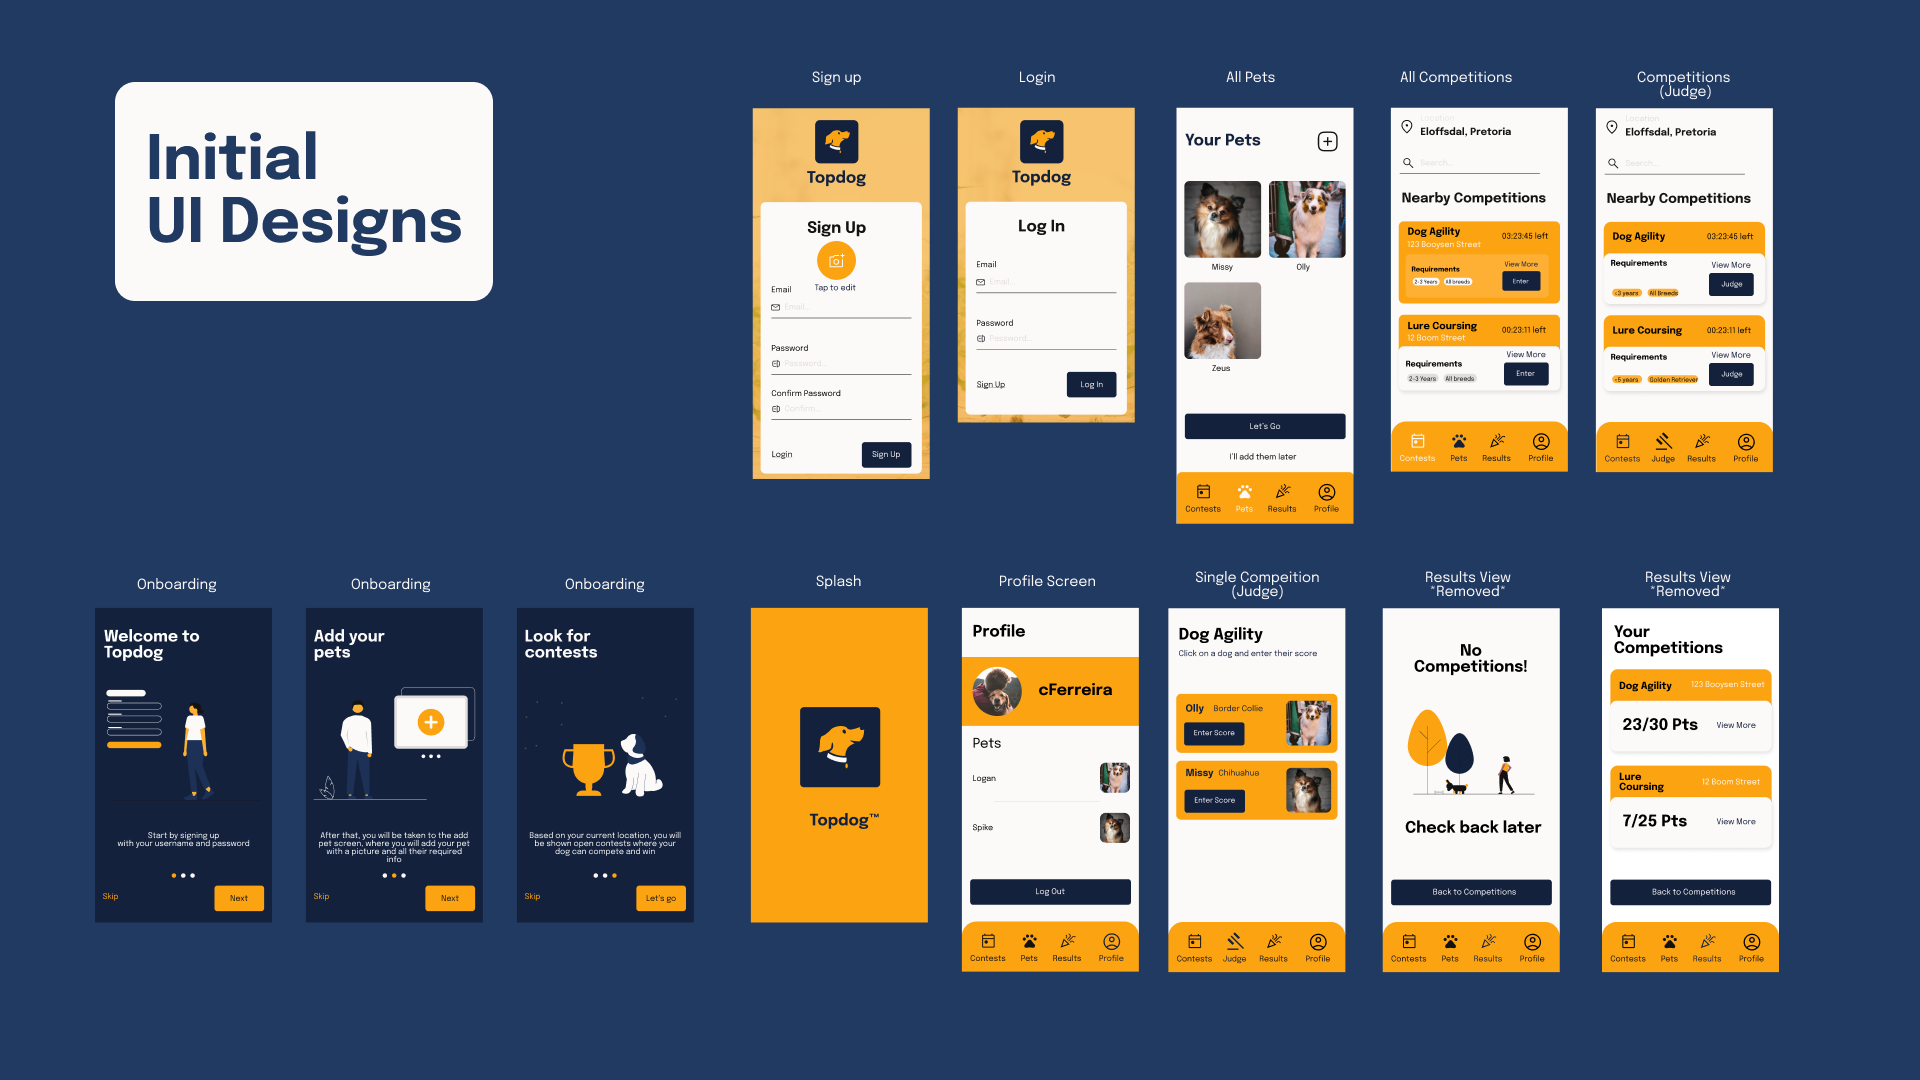 Initial
UI Designs
Sign up
Topdog
Sign Up
Tap to edit
Email
Email...
Password
Password...
Confirm Password
Confirm...
Login
Sign Up
Login
Topdog
Log In
Email
Email...
Password
Password...
Sign Up
Log In
All Pets
Your Pets
Missy
Olly
Zeus
Let's Go
I'll add them later
Contests
Pets
Results
Profile
All Competitions
Location
Eloffsdal, Pretoria
Search...
Nearby Competitions
Dog Agility
123 Booysen Street
03:23:45 left
Requirements
2-3 Years
All breeds
View More
Enter
Lure Coursing
12 Boom Street
00:23:11 left
Requirements
2-3 Years
All breeds
View More
Enter
Contests
Pets
Results
Profile
Competitions
(Judge)
Location
Eloffsdal, Pretoria
Search...
Nearby Competitions
Dog Agility
03:23:45 left
Requirements
<3 years
All Breeds
View More
Judge
Lure Coursing
00:23:11 left
Requirements
<5 years
Golden Retriever
View More
Judge
Contests
Judge
Results
Profile
Onboarding
Welcome to
Topdog
Start by signing up
with your username and password
Skip
Next
Onboarding
Add your
pets
After that, you will be taken to the add
pet screen, where you will add your pet
with a picture and all their required
info
Skip
Next
Onboarding
Look for
contests
Based on your current location, you will
be shown open contests where your
dog can compete and win
Skip
Let's go
Splash
Topdog™
Profile Screen
Profile
cFerreira
Pets
Logan
Spike
Log Out
Contests
Pets
Results
Profile
Single Compeition
(Judge)
Dog Agility
Click on a dog and enter their score
Olly Border Collie
Enter Score
Missy Chihuahua
Enter Score
Contests
Judge
Results
Profile
Results View
*Removed*
No
Competitions!
Check back later
Back to Competitions
Contests
Pets
Results
Profile
Results View
*Removed*
Your
Competitions
Dog Agility
123 Booysen Street
23/30 Pts
View More
Lure
Coursing
12 Boom Street
7/25 Pts
View More
Back to Competitions
Contests
Pets
Results
Profile